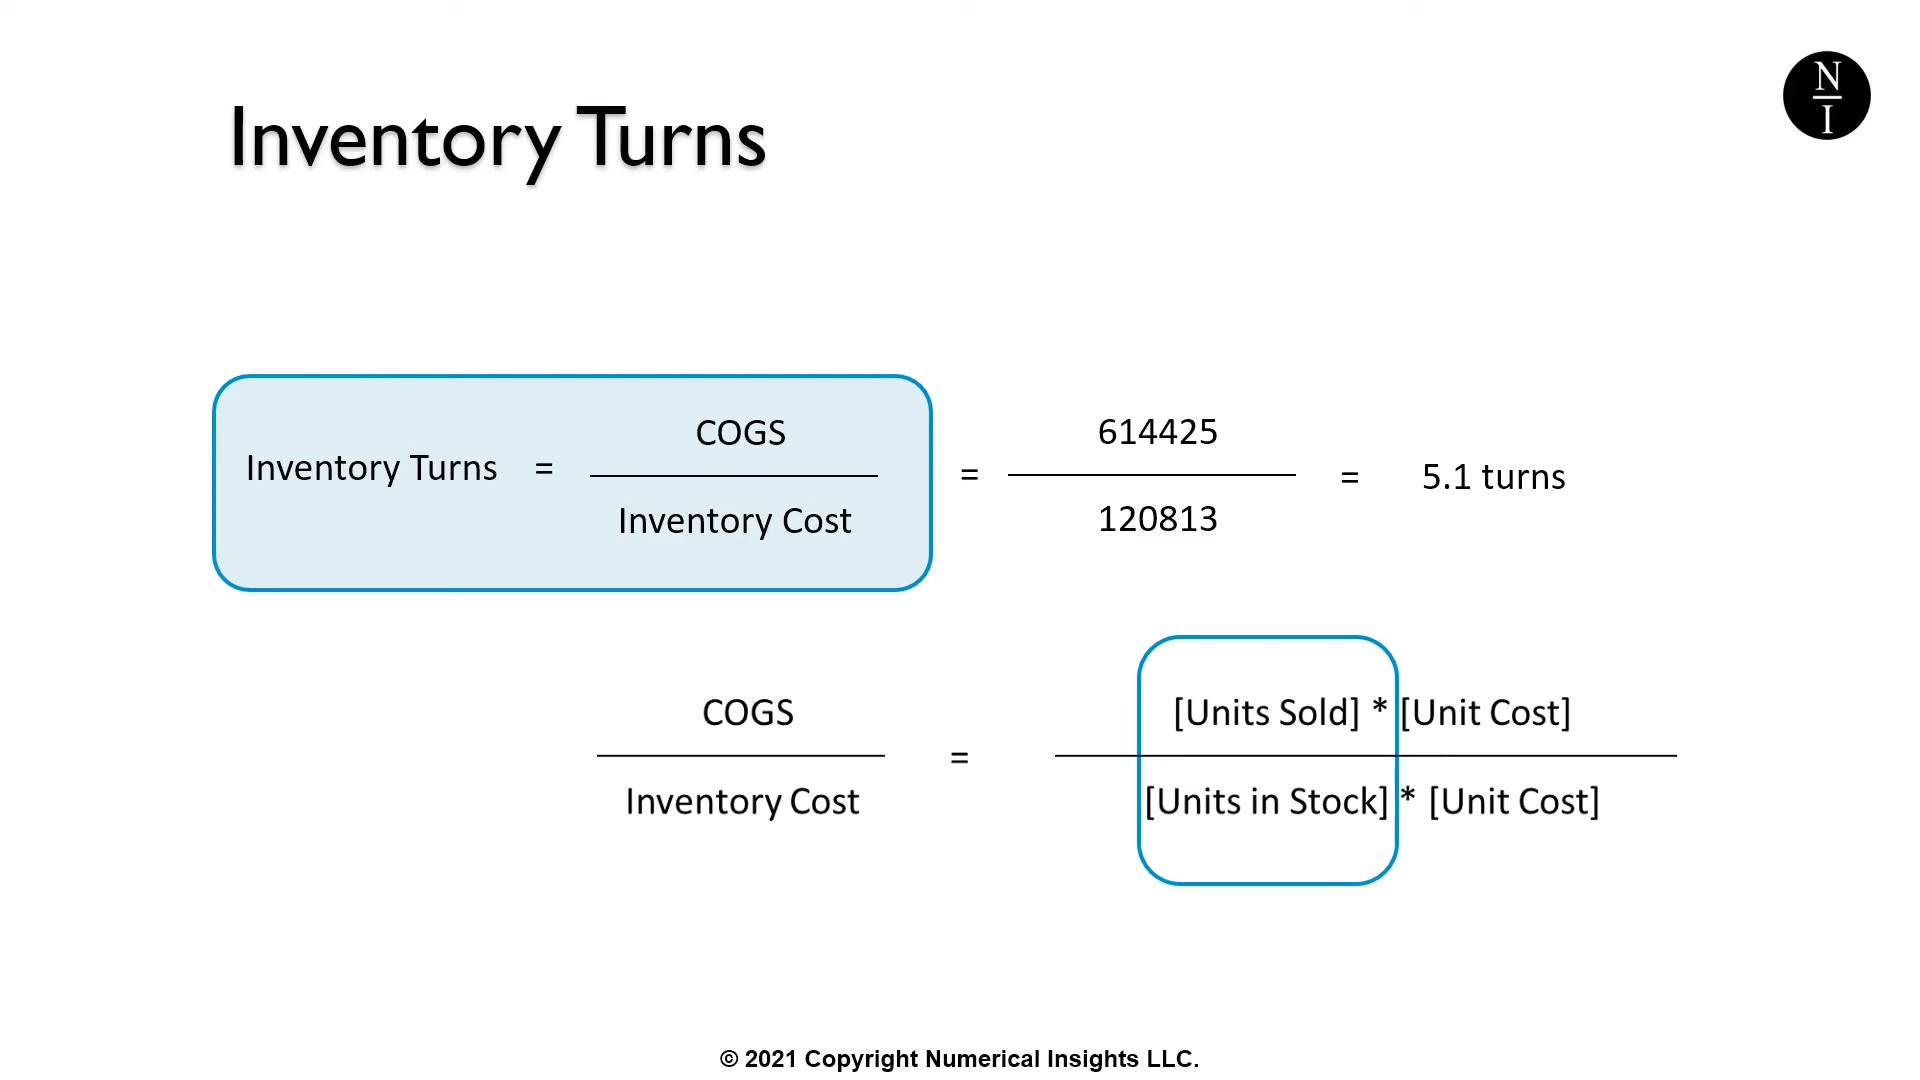 N
I
Inventory Turns
Inventory Turns = COGS
Inventory Cost
= 614425
120813
= 5.1 turns
COGS
Inventory Cost
= [Units Sold] * [Unit Cost]
[Units in Stock] * [Unit Cost]
© 2021 Copyright Numerical Insights LLC.